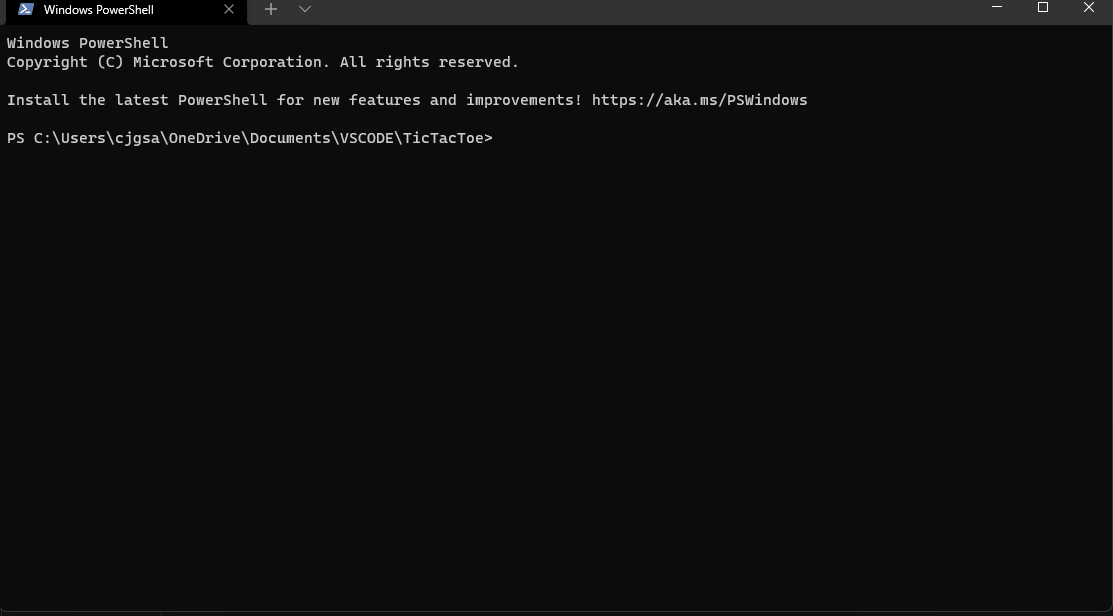 Windows PowerShell
Windows PowerShell
Copyright (C) Microsoft Corporation. All rights reserved.
Install the latest PowerShell for new features and improvements! https://aka.ms/PSWindows
PS C:\Users\cjgsa\OneDrive\Documents\VSCODE\TicTacToe>